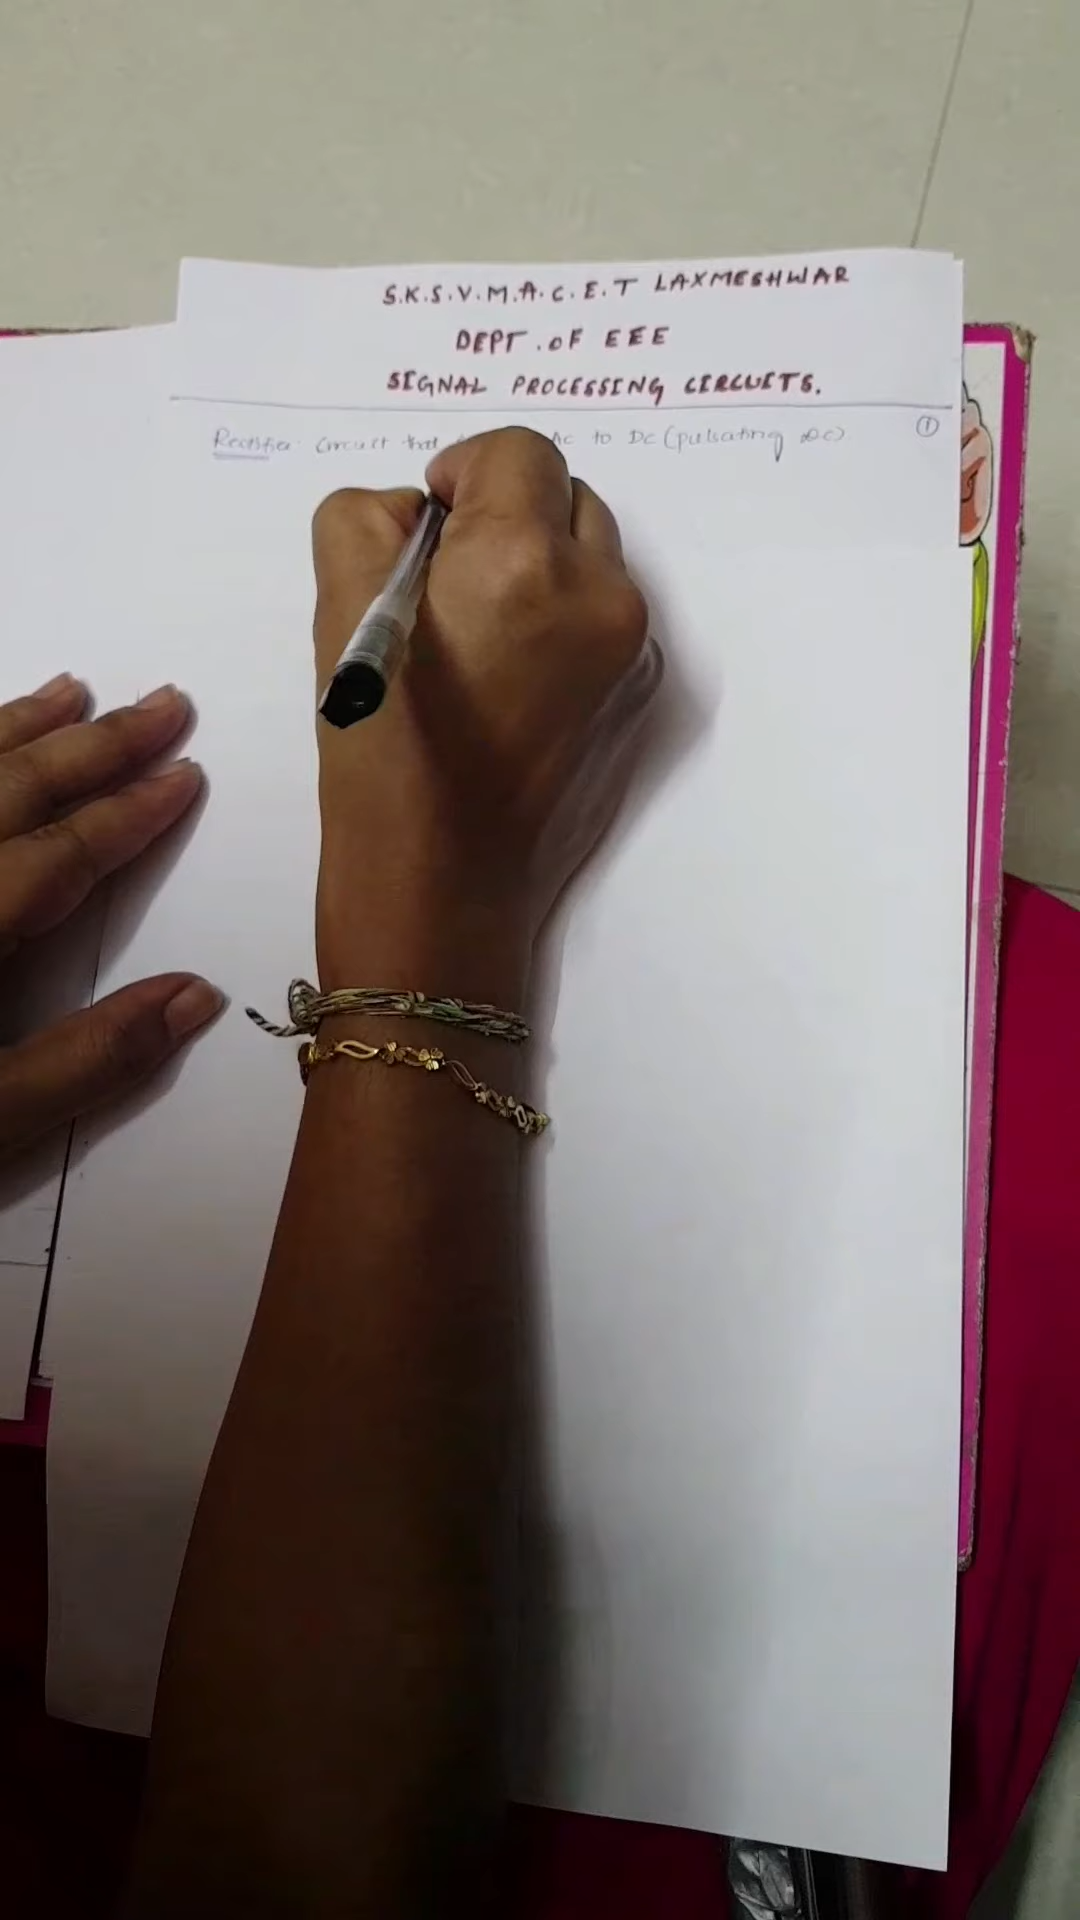 S.K.S.V.M.A.C.E.T LAXMESHWAR
DEPT. OF EEE
SIGNAL PROCESSING CIRCUITS.
Rectifier: Circuit that AC to DC (pulsating DC) ①